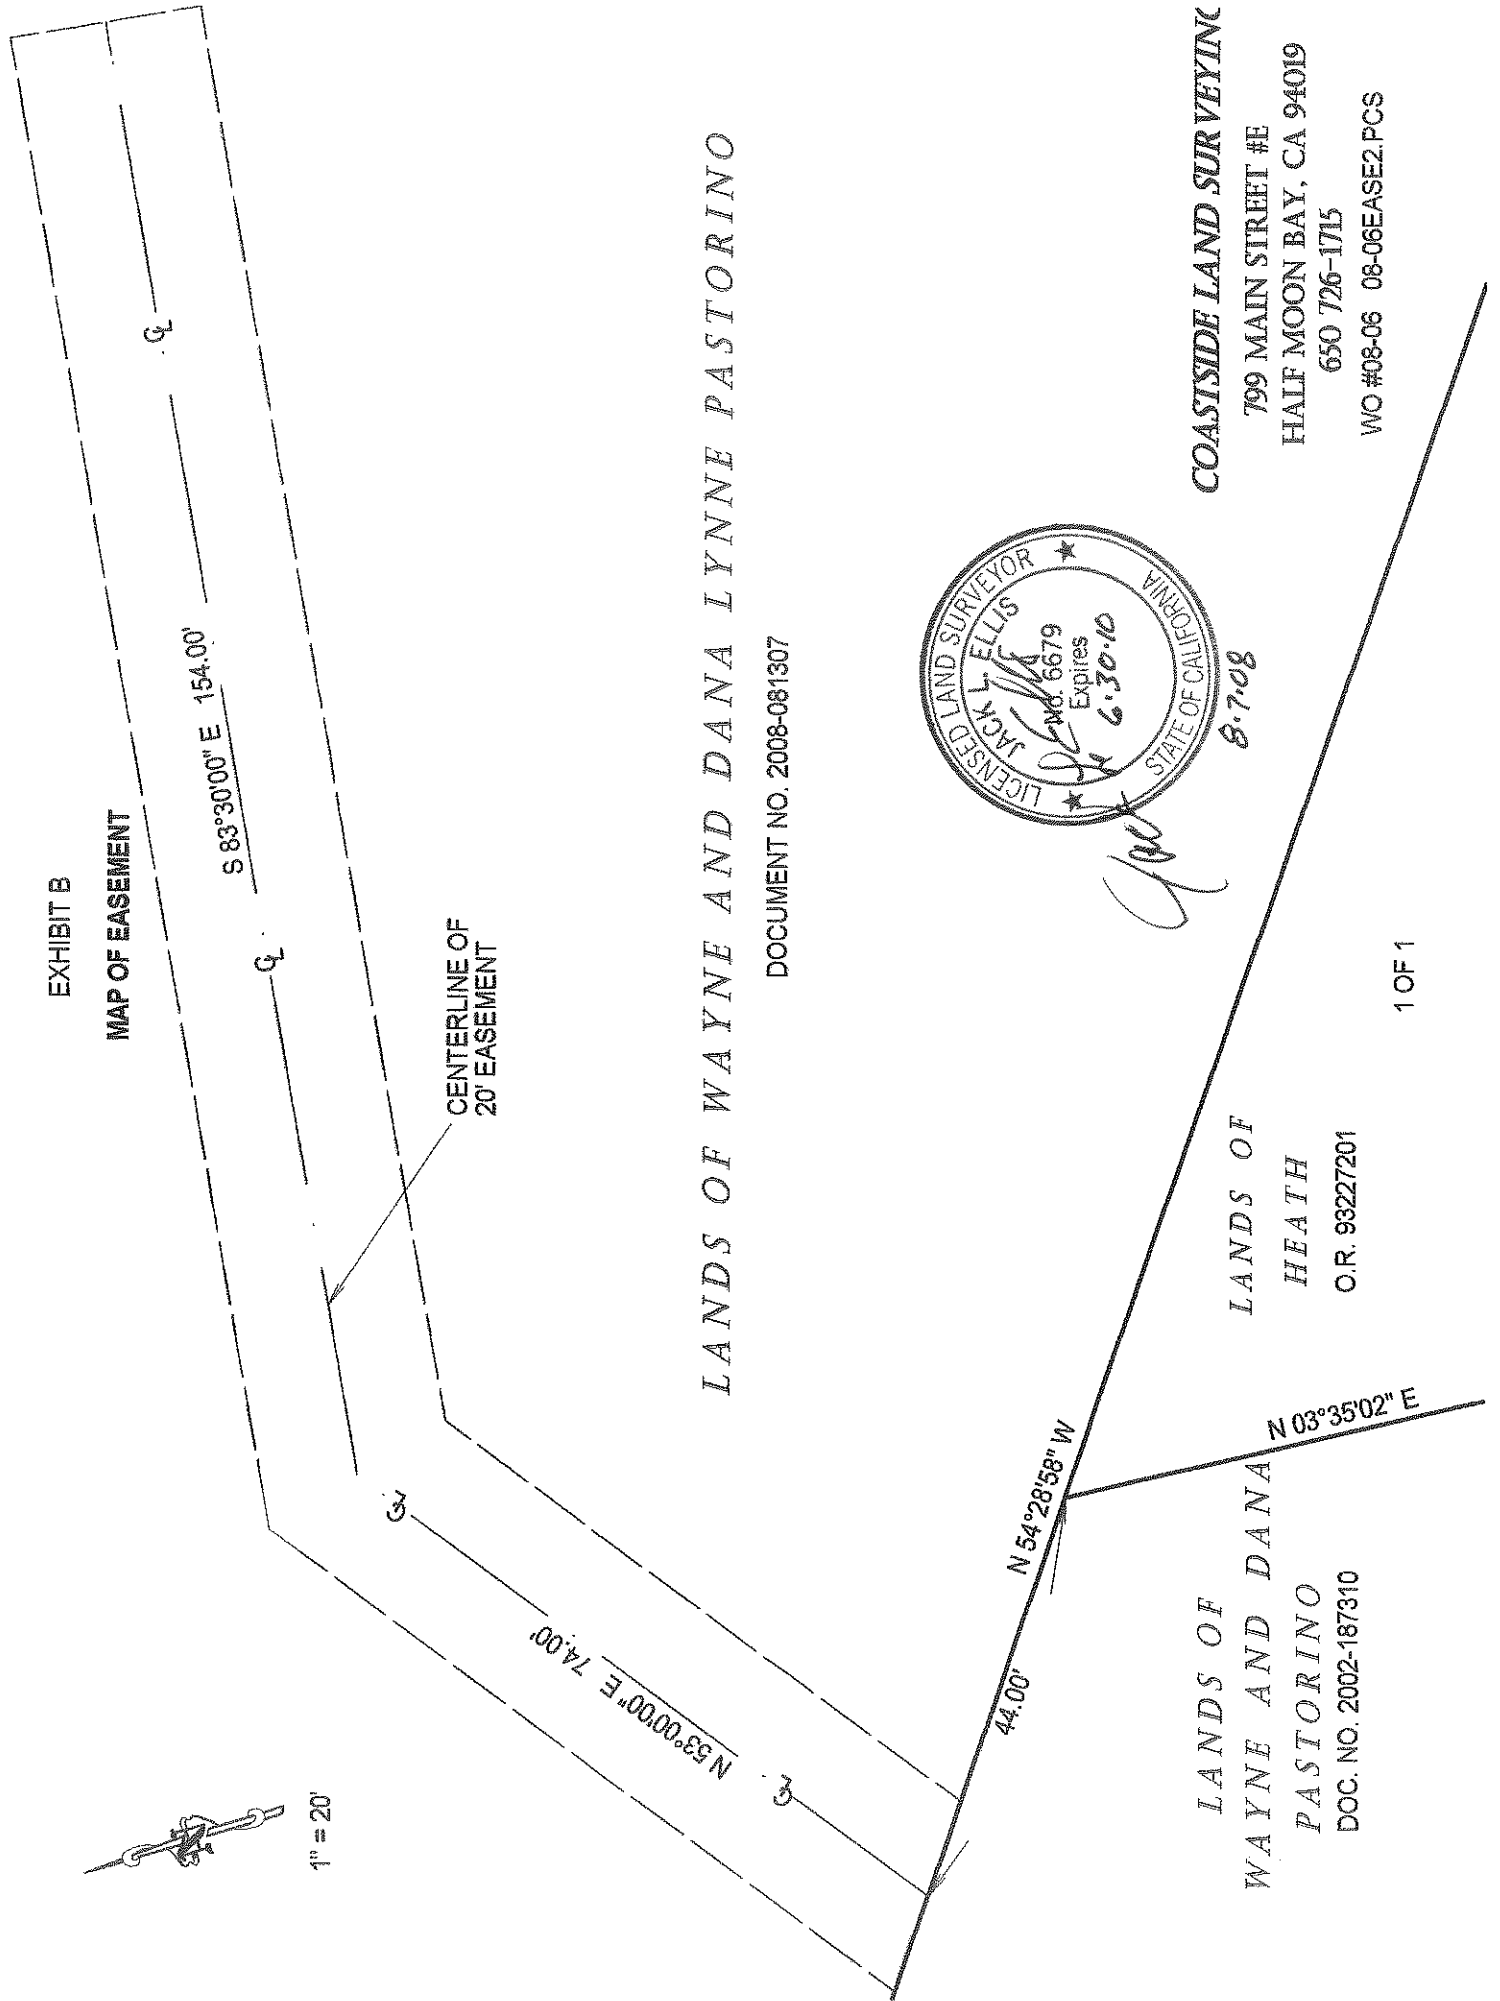 EXHIBIT B
MAP OF EASEMENT
1" = 20'
S 83°30'00" E 154.00'
CL
CL
CENTERLINE OF
20' EASEMENT
CL
N 53°00'00" E 74.00'
CL
LANDS OF WAYNE AND DANA LYNNE PASTORINO
DOCUMENT NO. 2008-081307
44.00'
N 54°28'58" W
N 03°35'02" E
LICENSED LAND SURVEYOR
JACK L. ELLIS
No. 6679
Expires
6.30.10
STATE OF CALIFORNIA
8.7.08
LANDS OF
WAYNE AND DANA
PASTORINO
DOC. NO. 2002-187310
LANDS OF
HEATH
O.R. 93227201
COASTSIDE LAND SURVEYING
799 MAIN STREET #E
HALF MOON BAY, CA 94019
650 726-1715
WO #08-06 08-06EASE2.PCS
1 OF 1